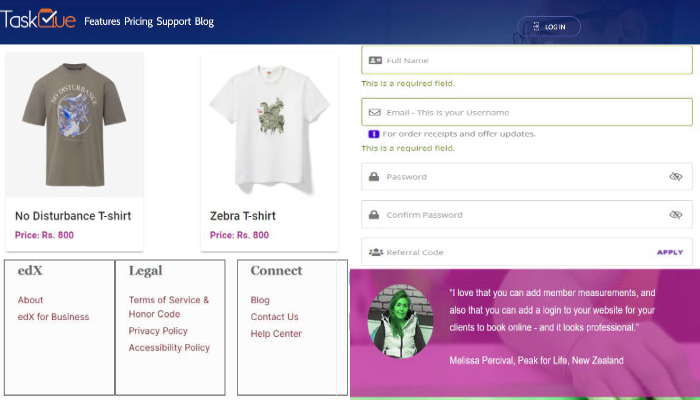 TaskQue Features Pricing Support Blog
LOG IN
NO DISTURBANCE
No Disturbance T-shirt
Price: Rs. 800
Zebra T-shirt
Price: Rs. 800
Full Name
This is a required field.
Email - This is your Username
For order receipts and offer updates.
This is a required field.
Password
Confirm Password
Referral Code APPLY
edX
About
edX for Business
Legal
Terms of Service &
Honor Code
Privacy Policy
Accessibility Policy
Connect
Blog
Contact Us
Help Center
"I love that you can add member measurements, and
also that you can add a login to your website for your
clients to book online - and it looks professional."
Melissa Percival, Peak for Life, New Zealand